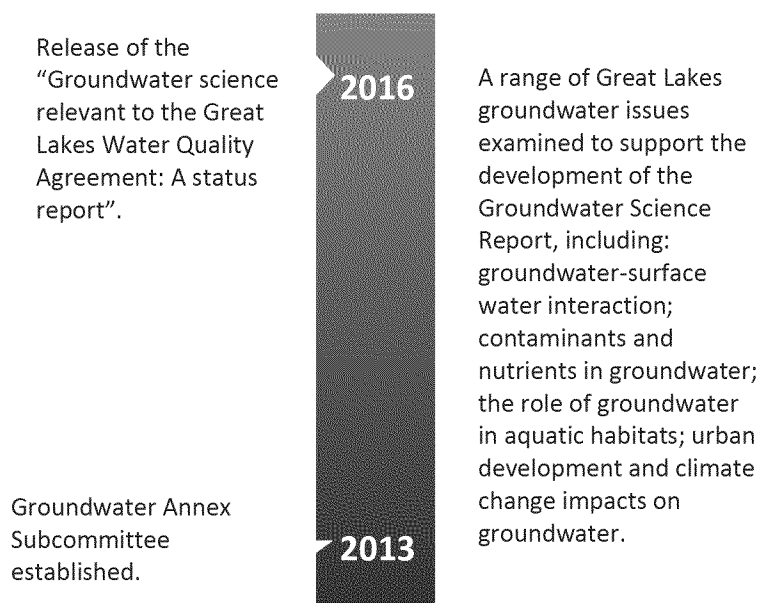 Release of the
“Groundwater science
relevant to the Great
Lakes Water Quality
Agreement: A status
report”.
2016
A range of Great Lakes
groundwater issues
examined to support the
development of the
Groundwater Science
Report, including:
groundwater-surface
water interaction;
contaminants and
nutrients in groundwater;
the role of groundwater
in aquatic habitats; urban
development and climate
change impacts on
groundwater.
Groundwater Annex
Subcommittee
established.
2013